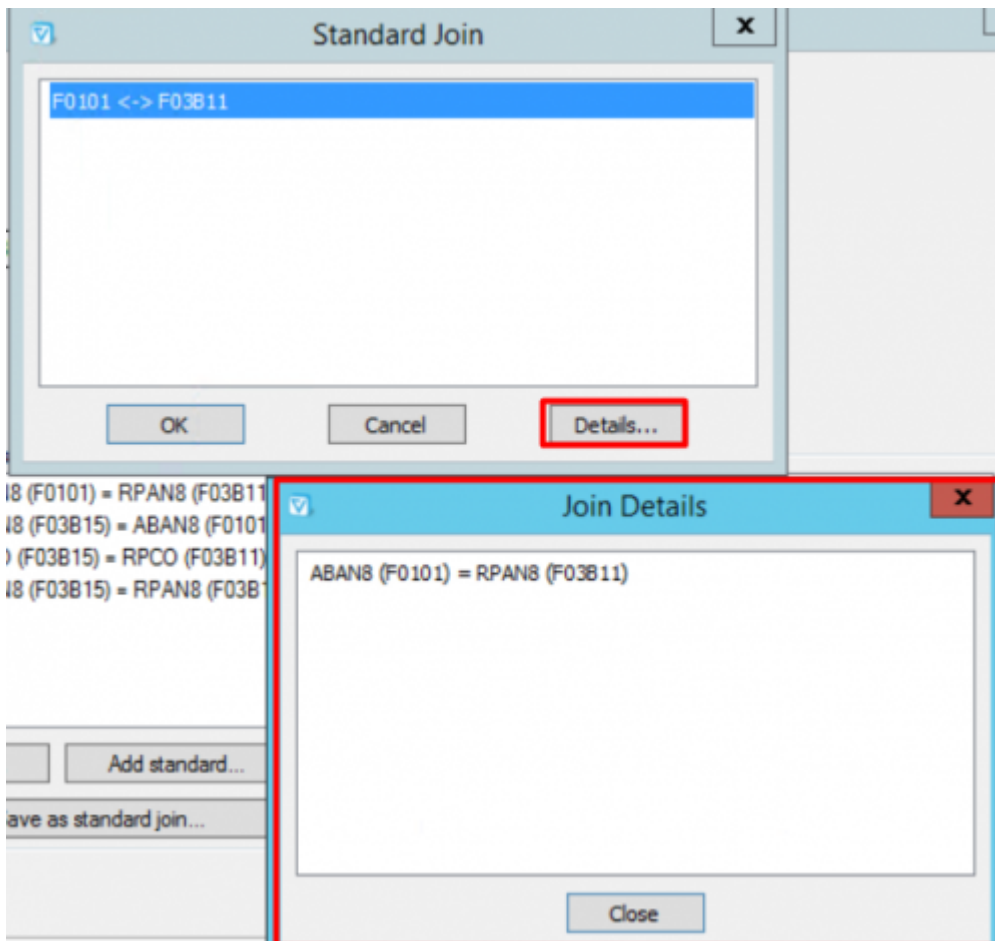 Standard Join
x
F0101 <-> F03B11
OK
Cancel
Details...
(F0101) = RPAN8 (F03B11
(F03B15) = ABAN8 (F0101
(F03B15) = RPCO (F03B11)
(F03B15) = RPAN8 (F03B1
Add standard...
ave as standard join...
Join Details
x
ABAN8 (F0101) = RPAN8 (F03B11)
Close